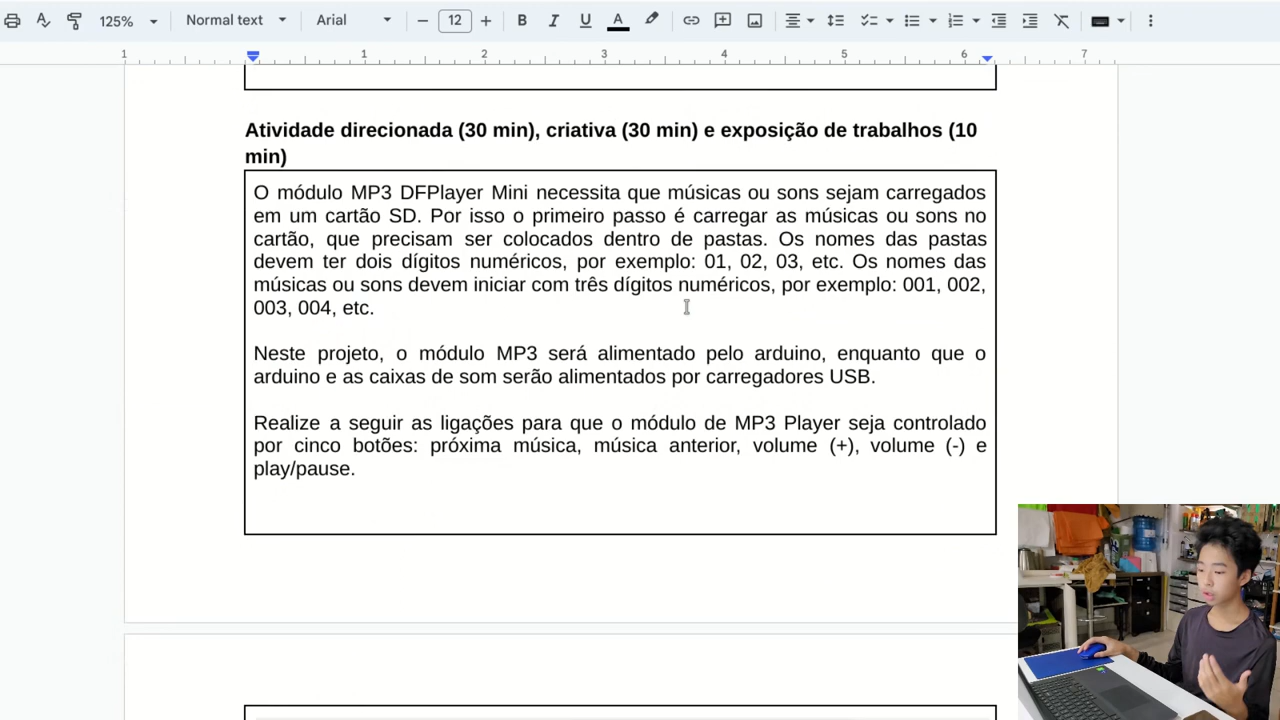 125%
Normal text
Arial
12
1 1 2 3 4 5 6 7
Atividade direcionada (30 min), criativa (30 min) e exposição de trabalhos (10
min)
O módulo MP3 DFPlayer Mini necessita que músicas ou sons sejam carregados
em um cartão SD. Por isso o primeiro passo é carregar as músicas ou sons no
cartão, que precisam ser colocados dentro de pastas. Os nomes das pastas
devem ter dois dígitos numéricos, por exemplo: 01, 02, 03, etc. Os nomes das
músicas ou sons devem iniciar com três dígitos numéricos, por exemplo: 001, 002,
003, 004, etc.
Neste projeto, o módulo MP3 será alimentado pelo arduino, enquanto que o
arduino e as caixas de som serão alimentados por carregadores USB.
Realize a seguir as ligações para que o módulo de MP3 Player seja controlado
por cinco botões: próxima música, música anterior, volume (+), volume (-) e
play/pause.